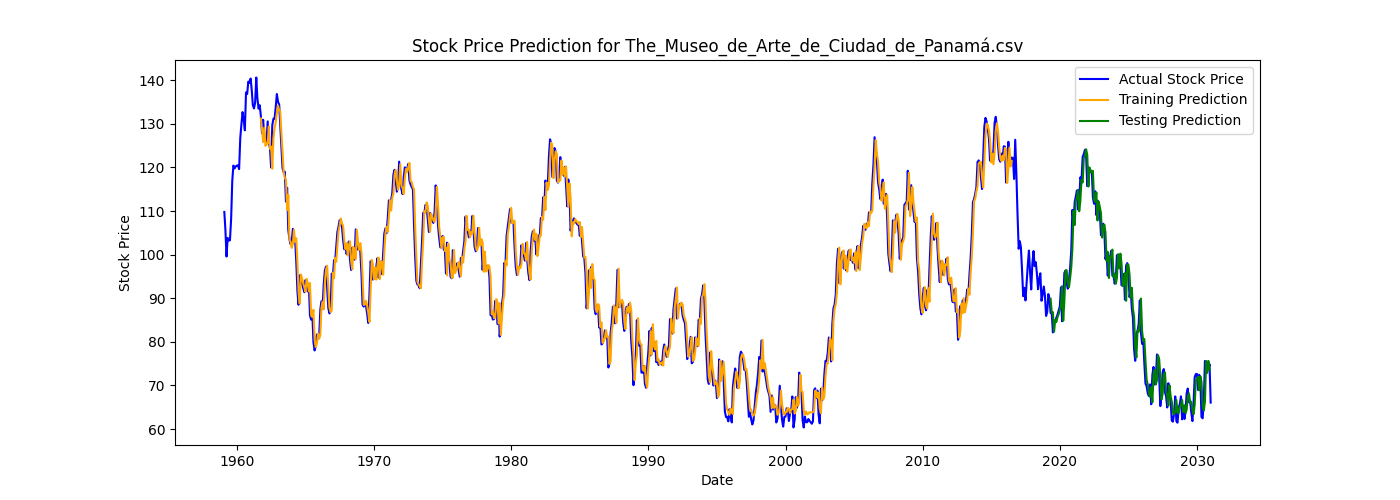 Stock Price Prediction for The_Museo_de_Arte_de_Ciudad_de_Panamá.csv
Actual Stock Price
Training Prediction
Testing Prediction
Stock Price
140
130
120
110
100
90
80
70
60
1960
1970
1980
1990
2000
2010
2020
2030
Date